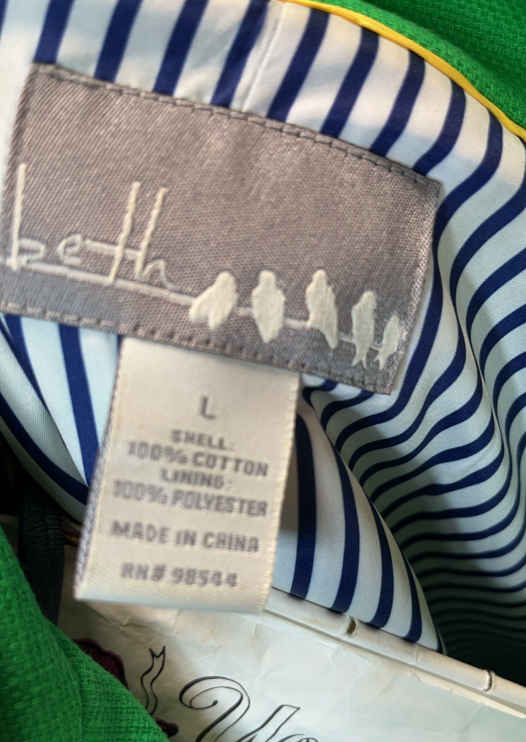 beth
L
SHELL:
100% COTTON
LINING:
100% POLYESTER
MADE IN CHINA
RN# 98544